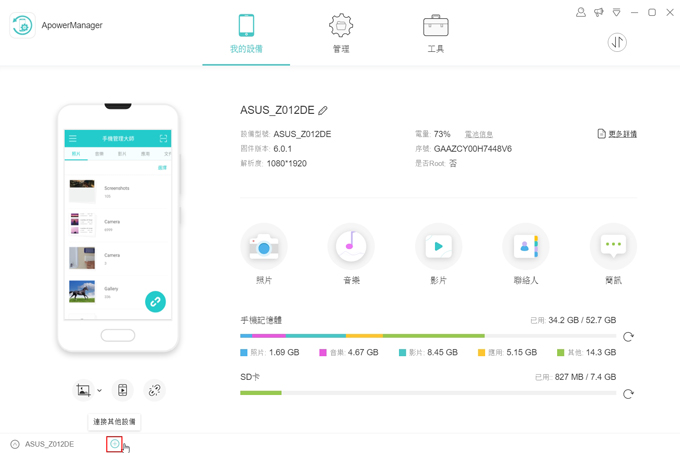 ApowerManager
我的設備
管理
工具
ASUS_Z012DE
設備型號: ASUS_Z012DE
固件版本: 6.0.1
解析度: 1080*1920
電量: 73% 電池信息
序號: GAAZCY00H7448V6
是否Root: 否
更多詳情
手機管理大師
照片 音樂 影片 應用
Screenshots
Camera
Camera
3
Gallery
照片
音樂
影片
聯絡人
簡訊
手機記憶體
已用: 34.2 GB / 52.7 GB
照片: 1.69 GB
音樂: 4.67 GB
影片: 8.45 GB
應用: 5.15 GB
其他: 14.3 GB
SD卡
已用: 827 MB / 7.4 GB
連接其他設備
ASUS_Z012DE